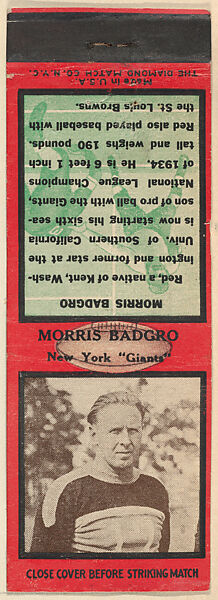 MORRIS BADGRO
Red, a native, of Kent, Wash-
ington and former star at the
Univ. of Southern California
is now starting his sixth sea-
son of pro ball with the Giants,
National League Champions
of 1934. He is 6 feet 1 inch
tall and weighs 190 pounds.
Red also played baseball with
the St. Louy's Browns.
Made in U.S.A.
THE DIAMOND MATCH CO. N.Y.C.
MORRIS BADGRO
New York "Giants"
CLOSE COVER BEFORE STRIKING MATCH